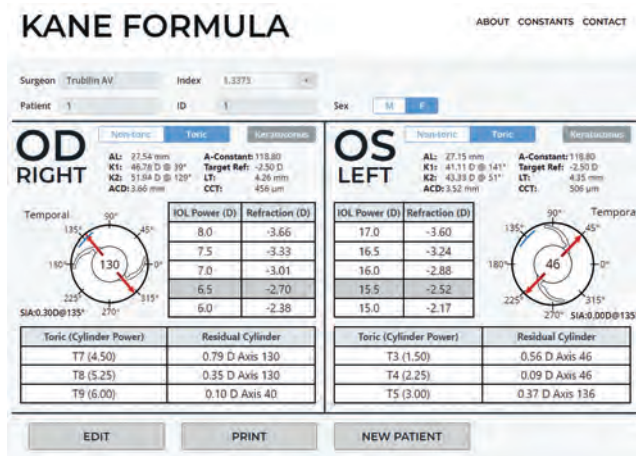 KANE FORMULA
ABOUT CONSTANTS CONTACT
Surgeon Trubilin AV Index 1.3375
Patient 1 ID 1 Sex M F
OD
RIGHT
Non-toric Toric Keratoconus
AL: 27.54 mm A-Constant: 118.80
K1: 46.78 D @ 39° Target Ref: -2.50 D
K2: 51.94 D @ 129° LT: 4.26 mm
ACD: 3.66 mm CCT: 456 µm
Temporal
90°
135° 45°
180° 130 0°
225° 315°
270°
SIA:0.30D@135°
IOL Power (D) Refraction (D)
8.0 -3.66
7.5 -3.33
7.0 -3.01
6.5 -2.70
6.0 -2.38
Toric (Cylinder Power) Residual Cylinder
T7 (4.50) 0.79 D Axis 130
T8 (5.25) 0.35 D Axis 130
T9 (6.00) 0.10 D Axis 40
OS
LEFT
Non-toric Toric Keratoconus
AL: 27.15 mm A-Constant: 118.80
K1: 41.11 D @ 141° Target Ref: -2.50 D
K2: 43.33 D @ 51° LT: 4.35 mm
ACD: 3.52 mm CCT: 506 µm
IOL Power (D) Refraction (D)
17.0 -3.60
16.5 -3.24
16.0 -2.88
15.5 -2.52
15.0 -2.17
Tempora
90°
135° 45°
180° 46 0°
225° 315°
270° SIA:0.00D@135
Toric (Cylinder Power) Residual Cylinder
T3 (1.50) 0.56 D Axis 46
T4 (2.25) 0.09 D Axis 46
T5 (3.00) 0.37 D Axis 136
EDIT PRINT NEW PATIENT